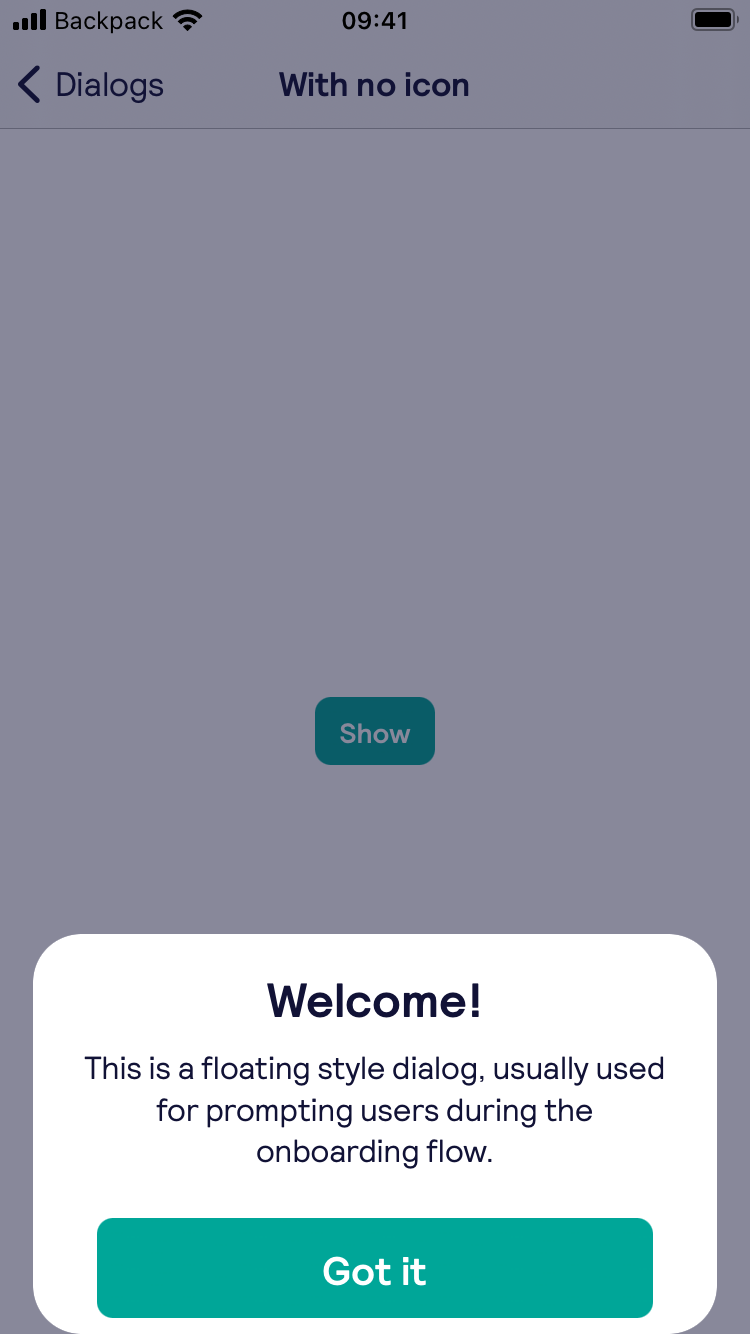 Backpack 09:41
Dialogs With no icon
Show
Welcome!
This is a floating style dialog, usually used
for prompting users during the
onboarding flow.
Got it